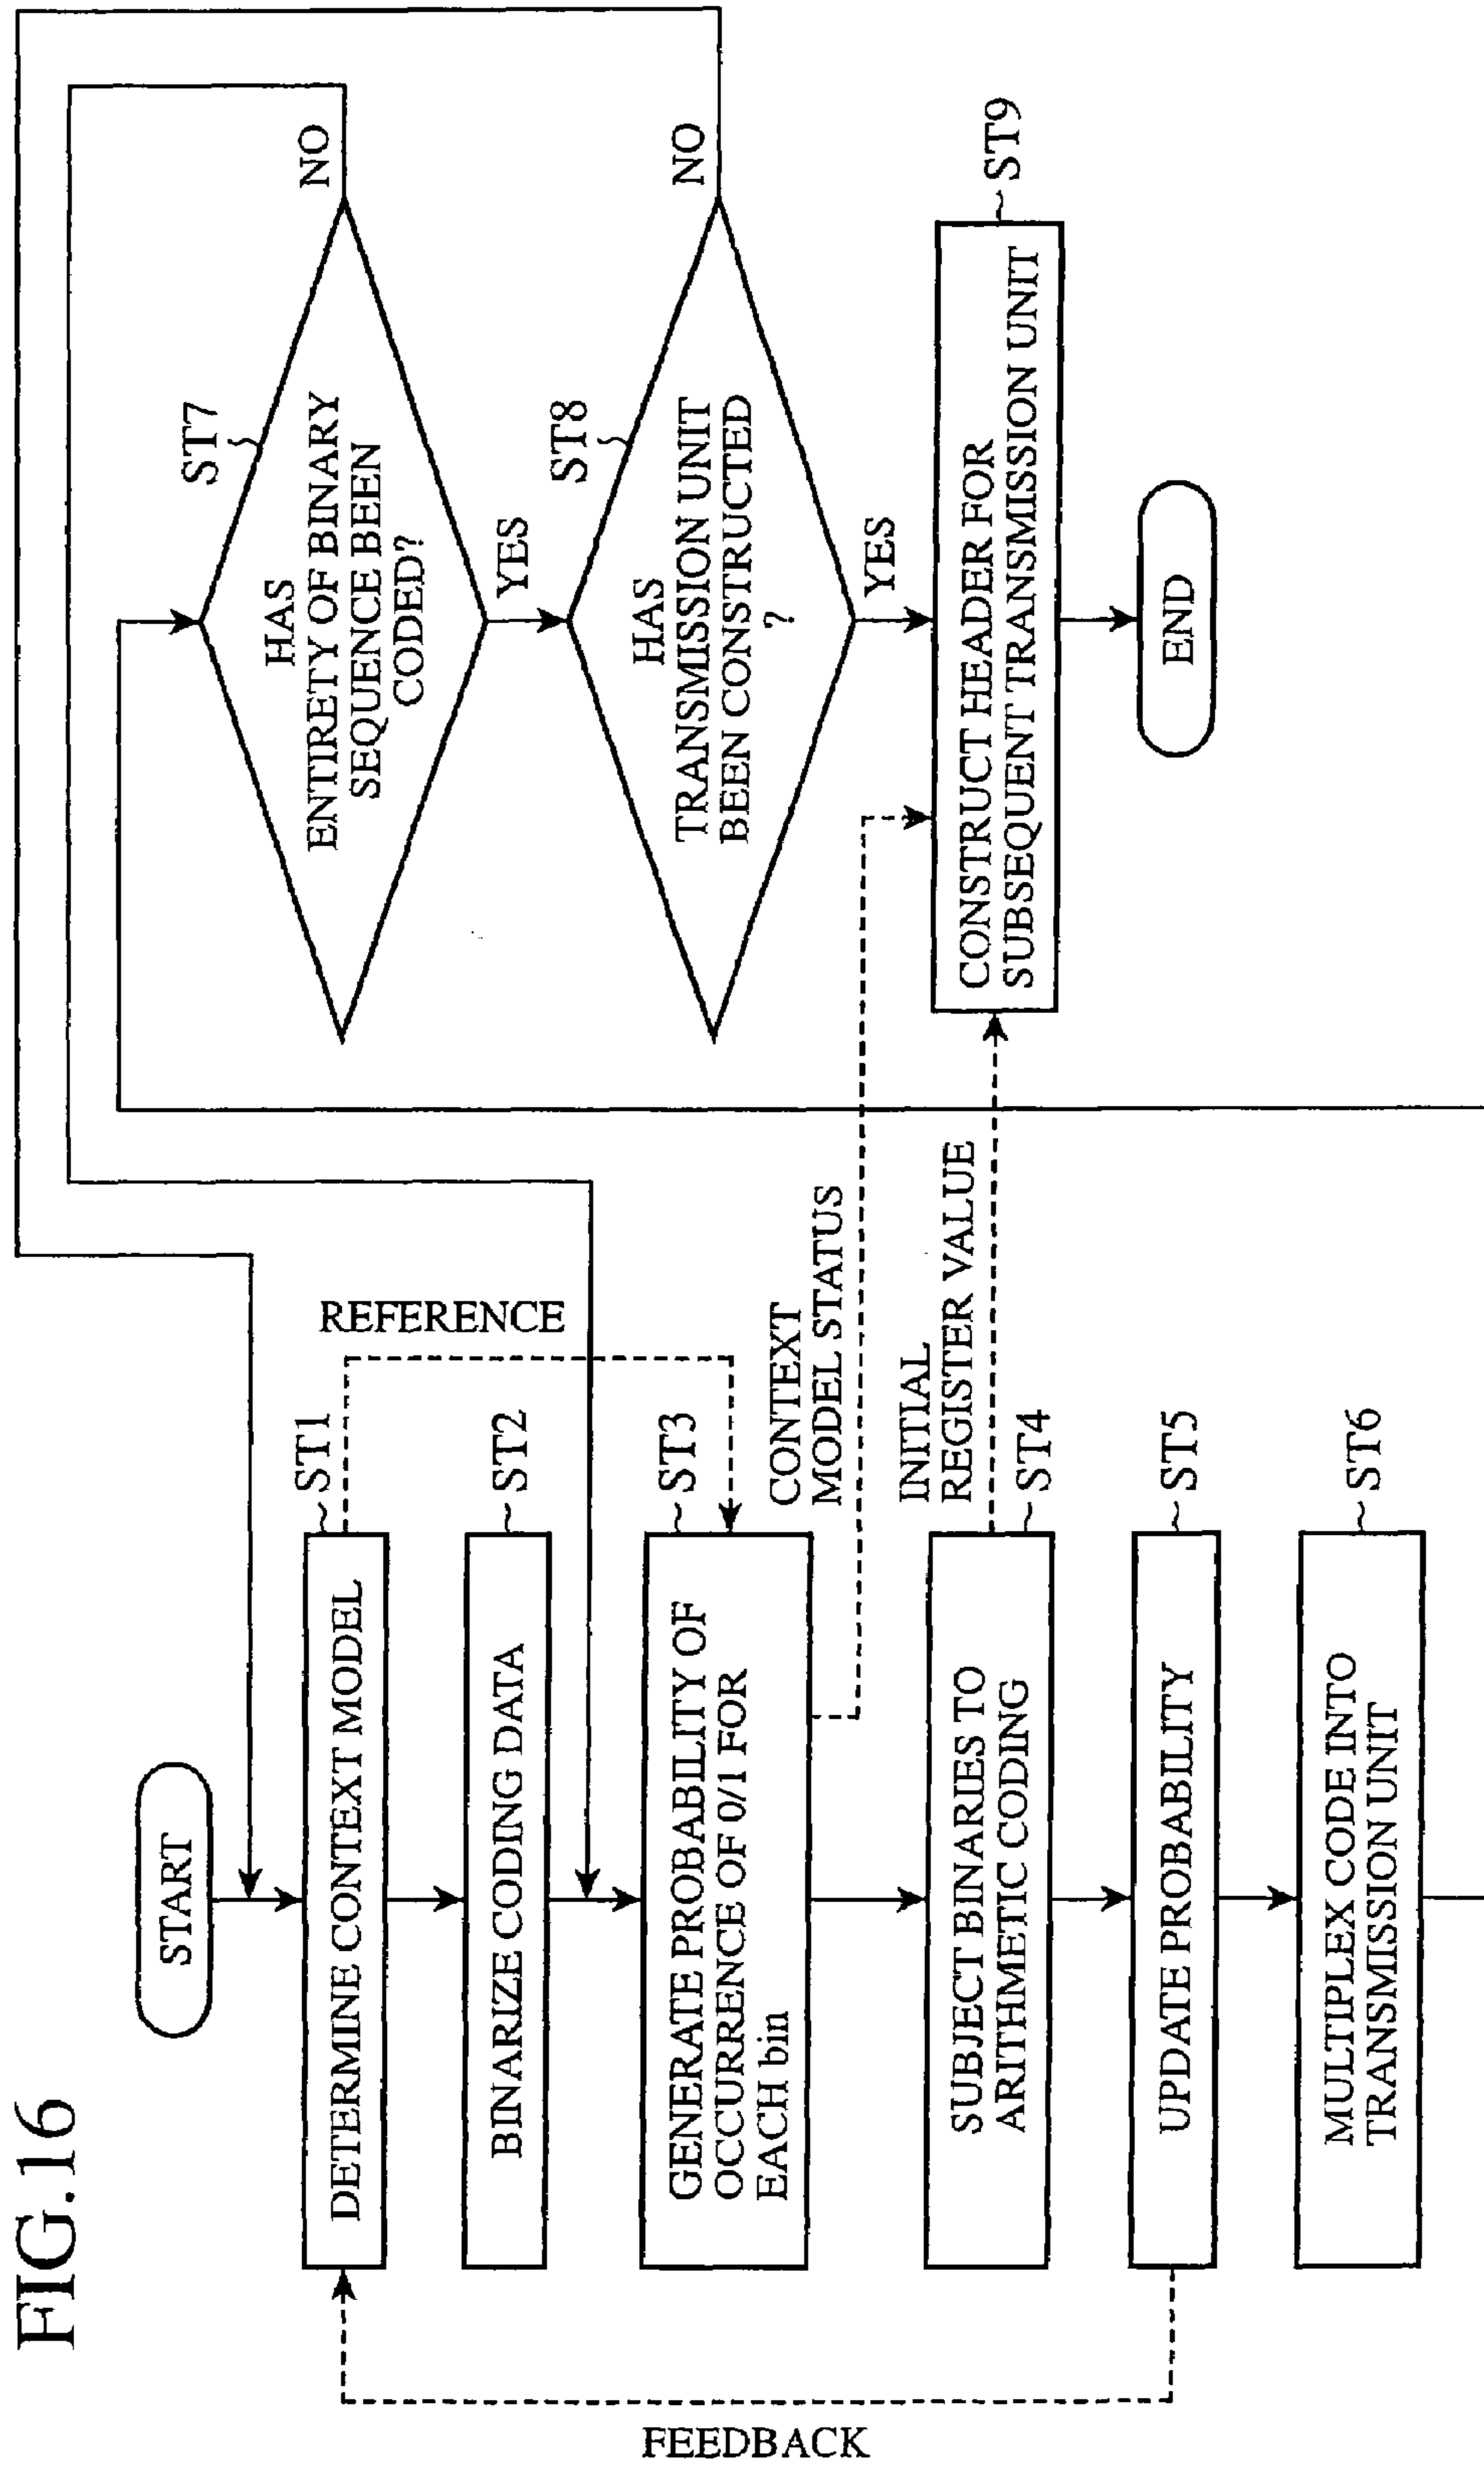 FIG.16
START
DETERMINE CONTEXT MODEL
ST1
REFERENCE
BINARIZE CODING DATA
ST2
GENERATE PROBABILITY OF
OCCURRENCE OF 0/1 FOR
EACH bin
ST3
CONTEXT
MODEL STATUS
SUBJECT BINARIES TO
ARITHMETIC CODING
ST4
INITIAL
REGISTER VALUE
UPDATE PROBABILITY
ST5
FEEDBACK
MULTIPLEX CODE INTO
TRANSMISSION UNIT
ST6
HAS
ENTIRETY OF BINARY
SEQUENCE BEEN
CODED?
ST7
NO
YES
HAS
TRANSMISSION UNIT
BEEN CONSTRUCTED
?
ST8
NO
YES
CONSTRUCT HEADER FOR
SUBSEQUENT TRANSMISSION UNIT
ST9
END